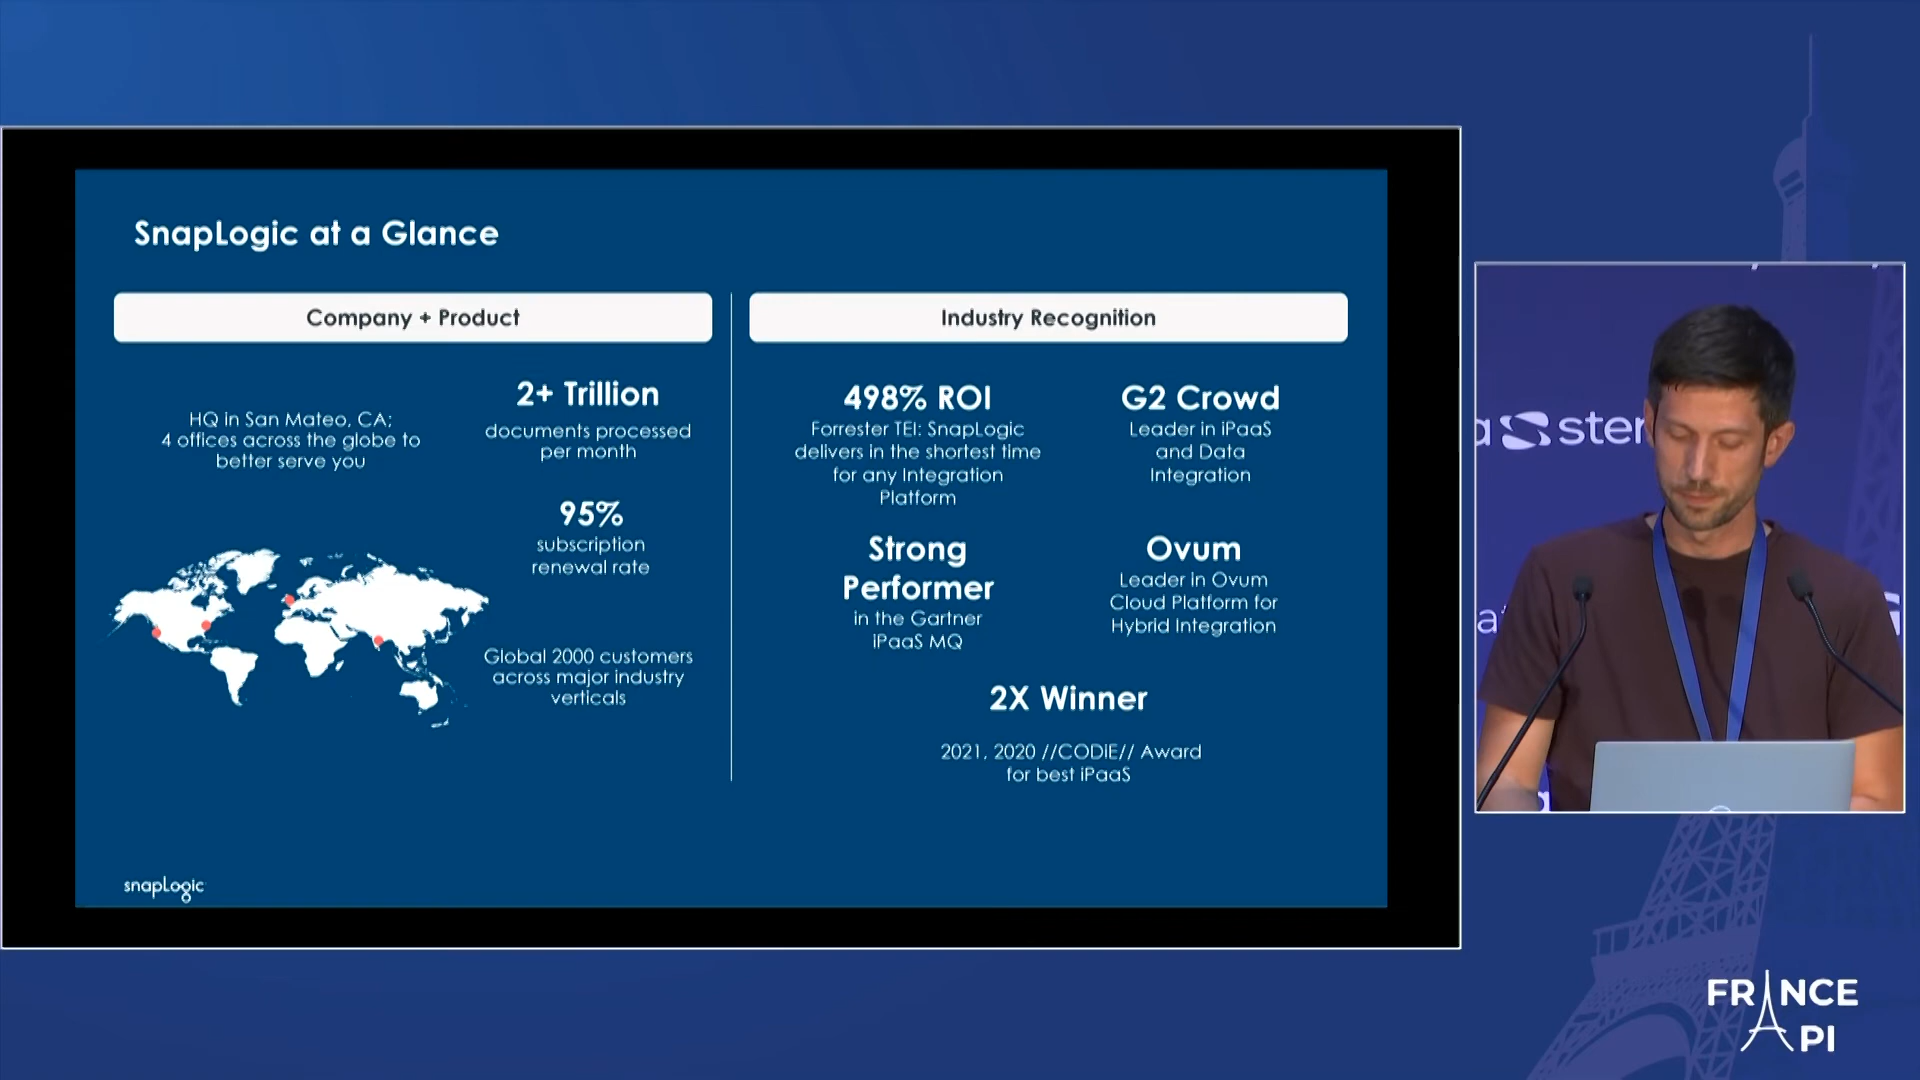 SnapLogic at a Glance
Company + Product
HQ in San Mateo, CA;
4 offices across the globe to
better serve you
2+ Trillion
documents processed
per month
95%
subscription
renewal rate
Global 2000 customers
across major industry
verticals
Industry Recognition
498% ROI
Forrester TEI: SnapLogic
delivers in the shortest time
for any Integration
Platform
G2 Crowd
Leader in iPaaS
and Data
Integration
Strong
Performer
in the Gartner
iPaaS MQ
Ovum
Leader in Ovum
Cloud Platform for
Hybrid Integration
2X Winner
2021, 2020 //CODiE// Award
for best iPaaS
snapLogic
FRANCE
API